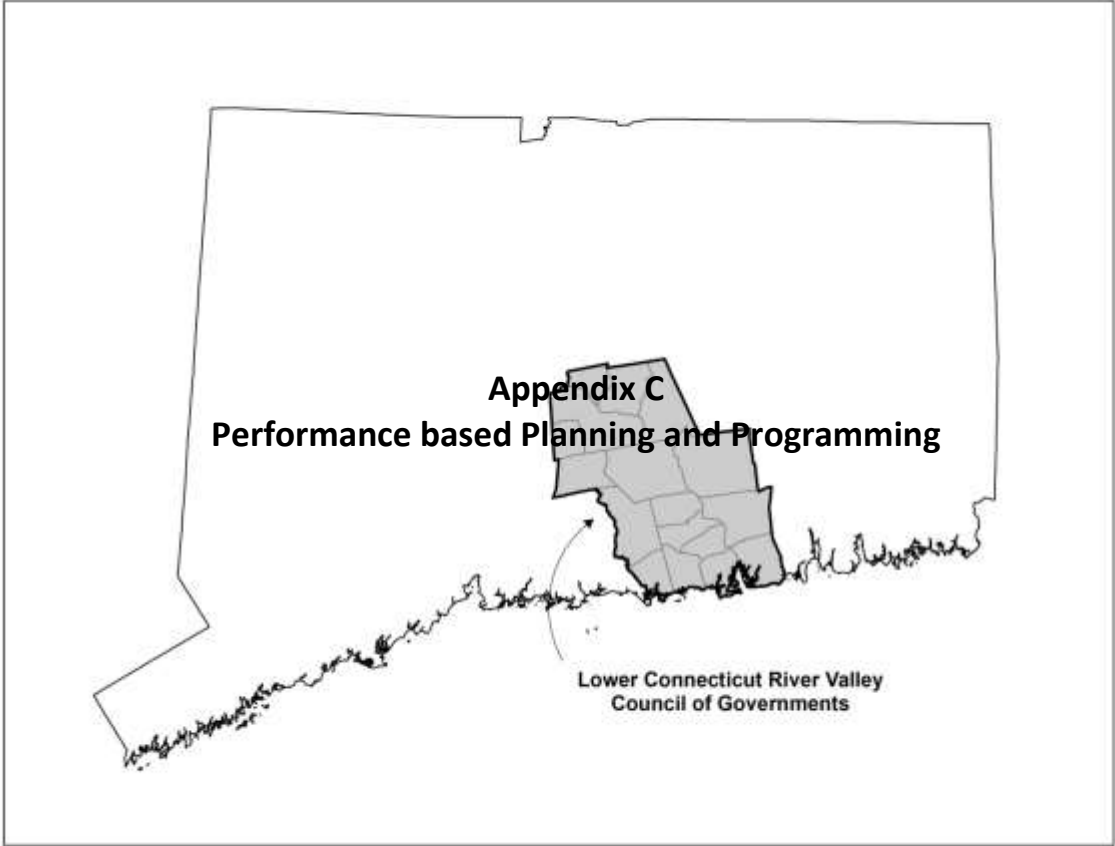 Appendix C
Performance based Planning and Programming
Lower Connecticut River Valley
Council of Governments